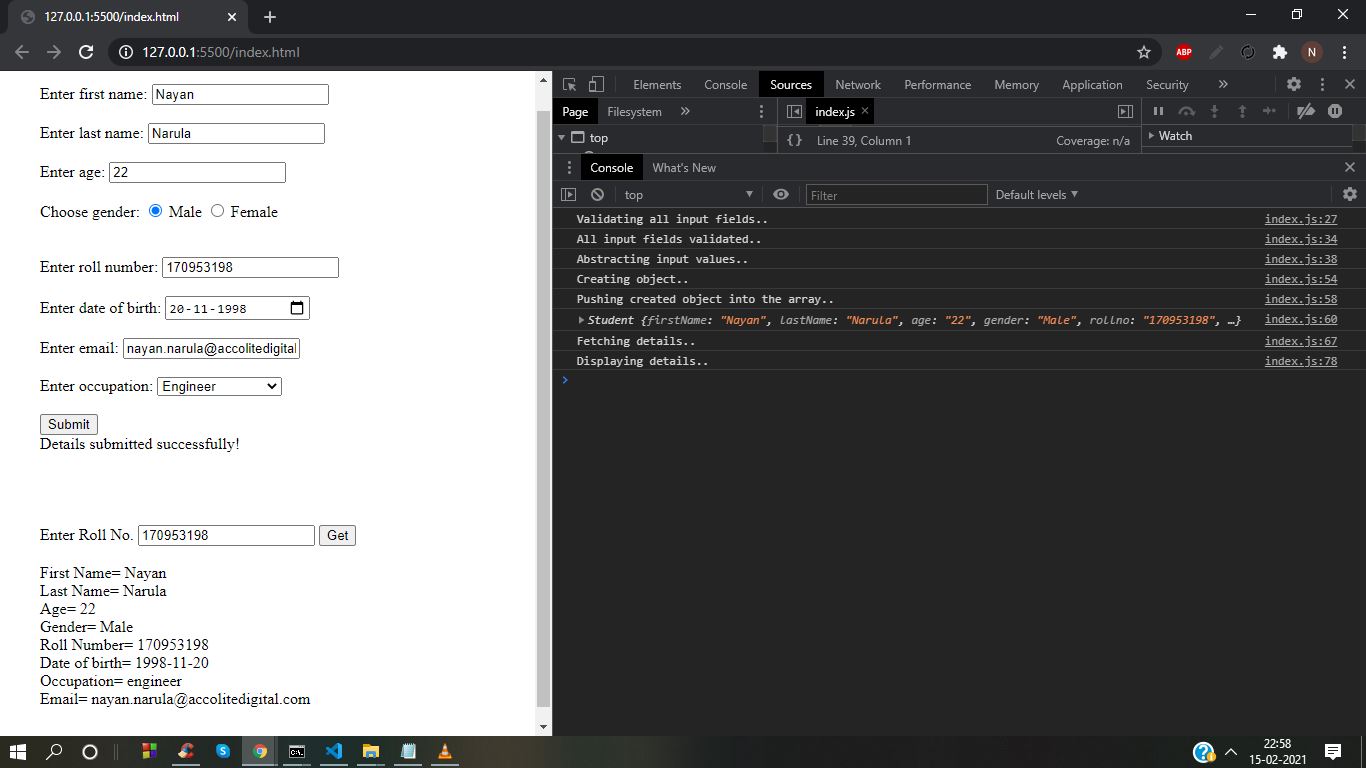 127.0.0.1:5500/index.html
127.0.0.1:5500/index.html
ABP
N
Enter first name: Nayan
Enter last name: Narula
Enter age: 22
Choose gender: Male Female
Enter roll number: 170953198
Enter date of birth: 20-11-1998
Enter email: nayan.narula@accolitedigital
Enter occupation: Engineer
Submit
Details submitted successfully!
Enter Roll No. 170953198 Get
First Name= Nayan
Last Name= Narula
Age= 22
Gender= Male
Roll Number= 170953198
Date of birth= 1998-11-20
Occupation= engineer
Email= nayan.narula@accolitedigital.com
Elements Console Sources Network Performance Memory Application Security »
Page Filesystem »
index.js ×
top
{} Line 39, Column 1 Coverage: n/a
Watch
Console What's New
top Filter Default levels
Validating all input fields.. index.js:27
All input fields validated.. index.js:34
Abstracting input values.. index.js:38
Creating object.. index.js:54
Pushing created object into the array.. index.js:58
Student {firstName: "Nayan", lastName: "Narula", age: "22", gender: "Male", rollno: "170953198", …} index.js:60
Fetching details.. index.js:67
Displaying details.. index.js:78
22:58
15-02-2021